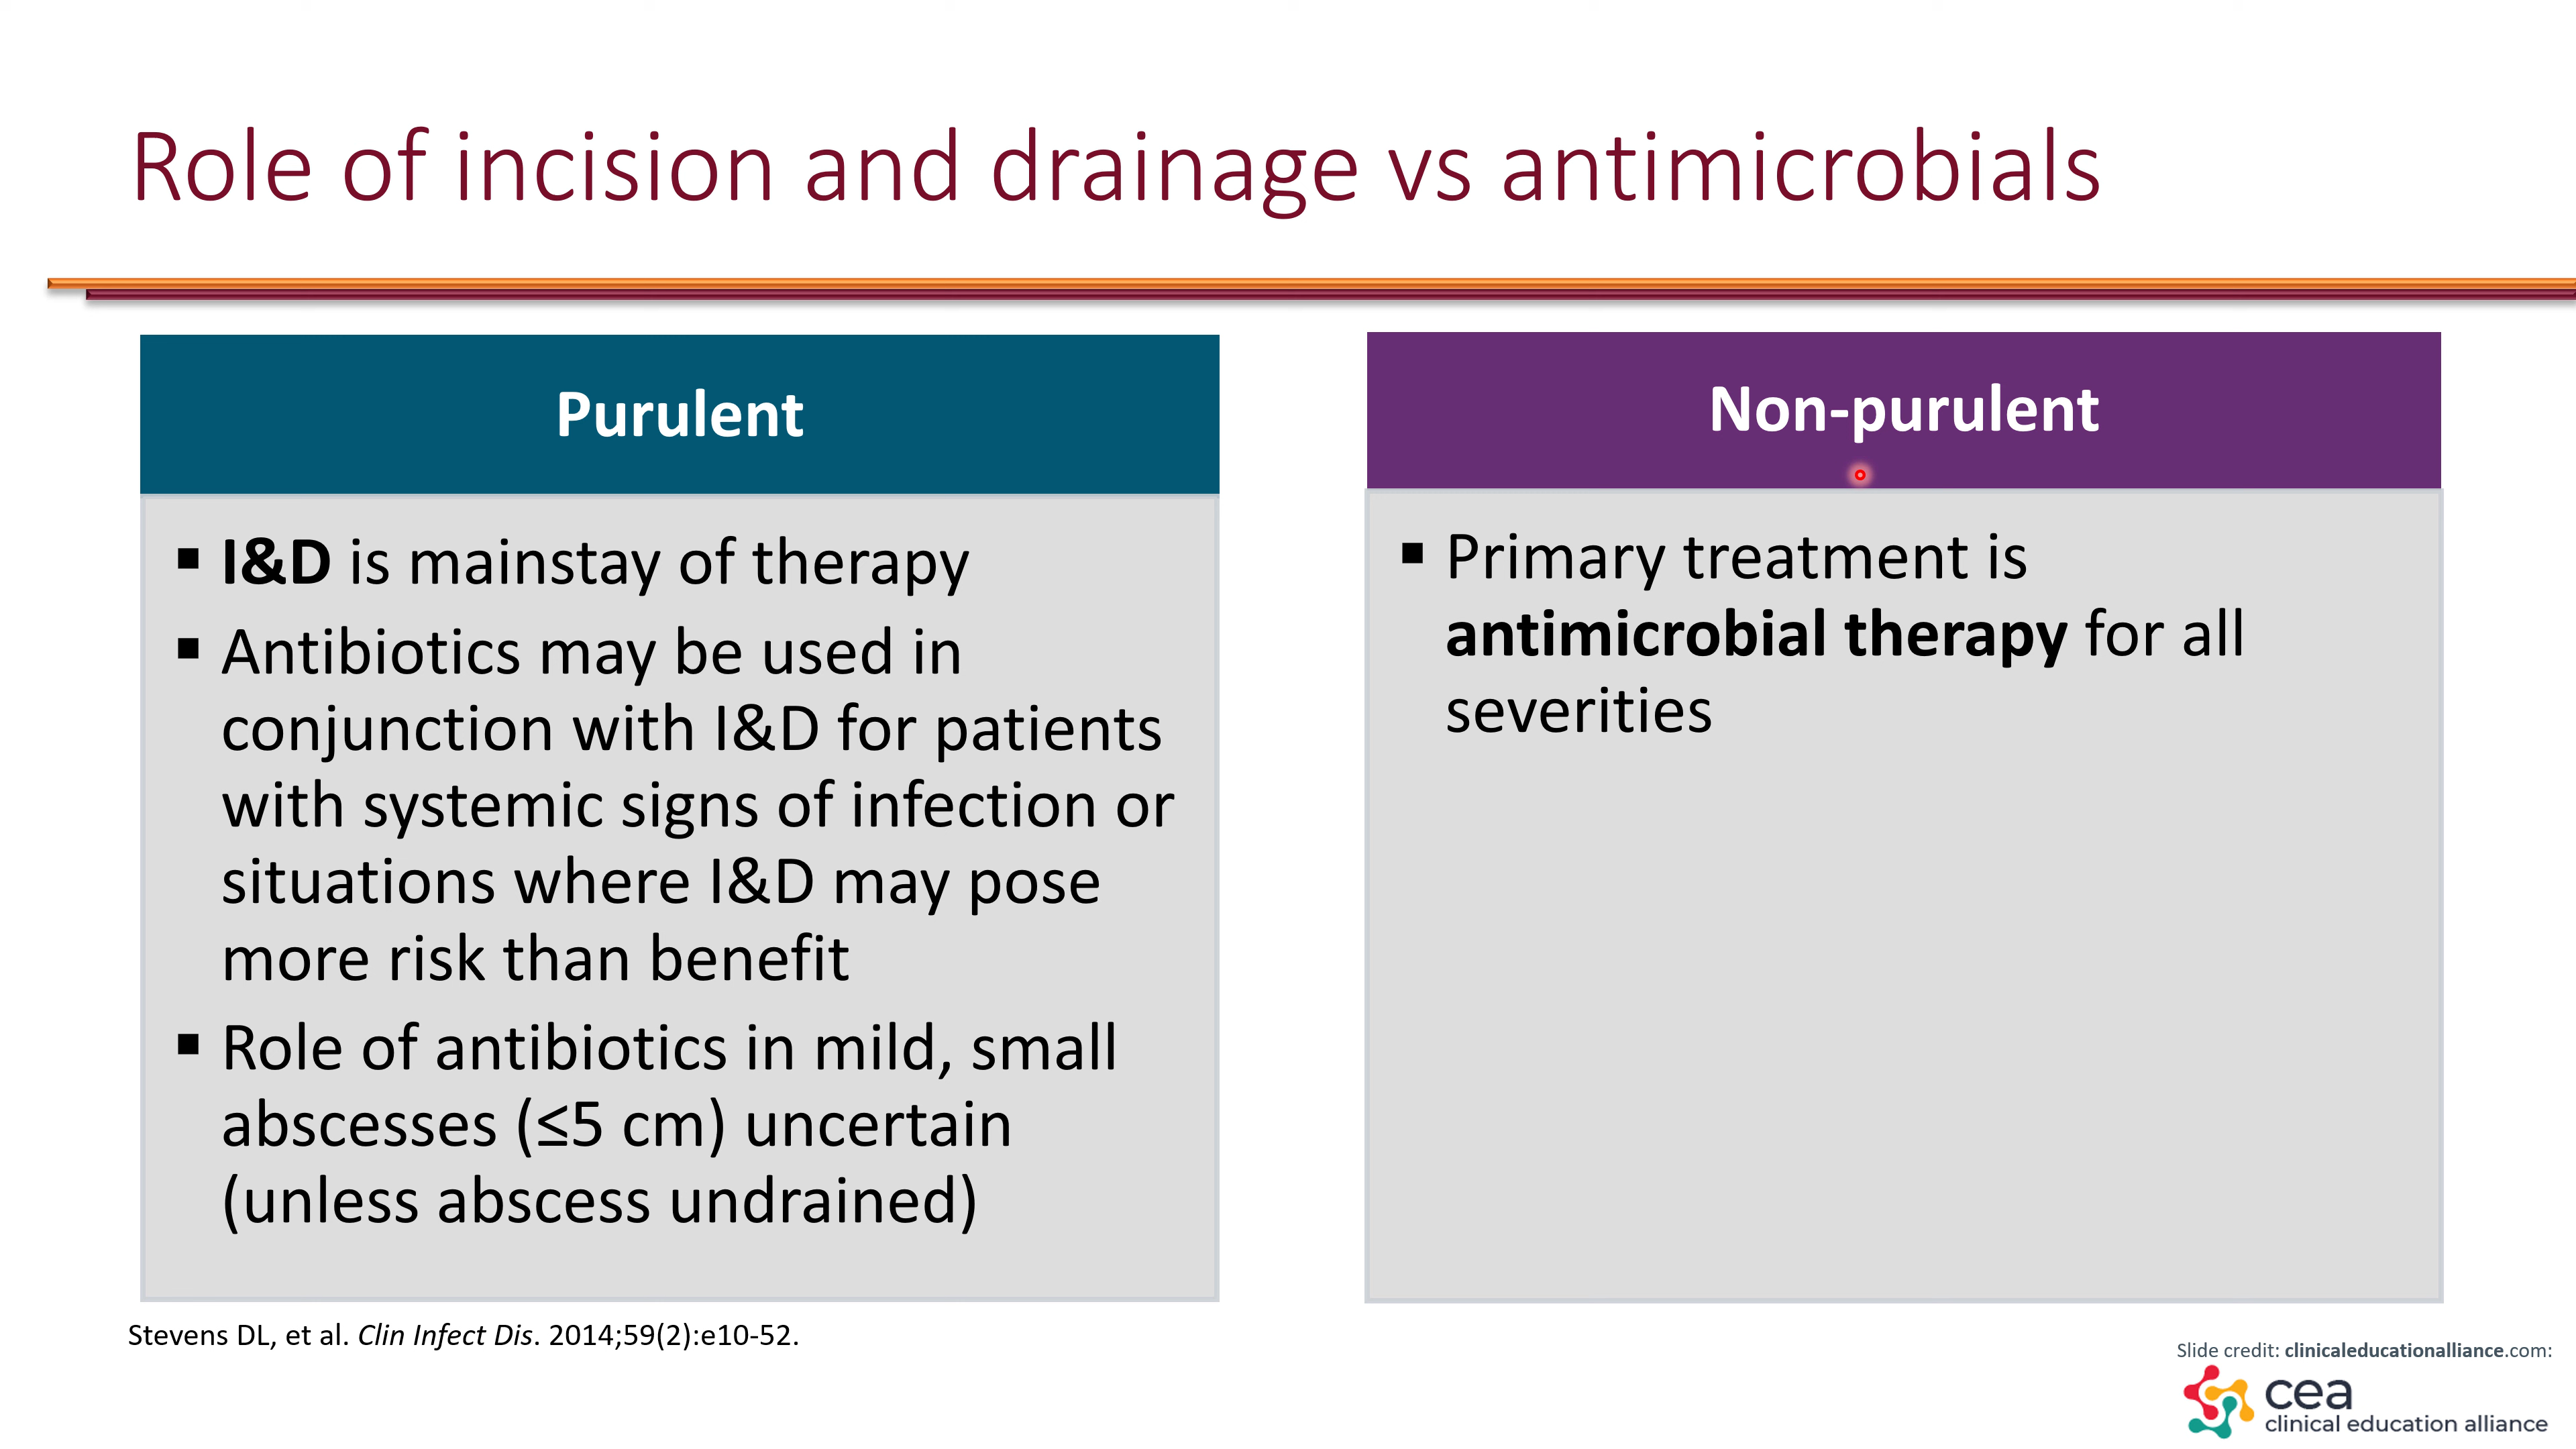 Role of incision and drainage vs antimicrobials
Purulent
▪ I&D is mainstay of therapy
▪ Antibiotics may be used in
conjunction with I&D for patients
with systemic signs of infection or
situations where I&D may pose
more risk than benefit
▪ Role of antibiotics in mild, small
abscesses (≤5 cm) uncertain
(unless abscess undrained)
Non-purulent
▪ Primary treatment is
antimicrobial therapy for all
severities
Stevens DL, et al. Clin Infect Dis. 2014;59(2):e10-52.
Slide credit: clinicaleducationalliance.com:
cea
clinical education alliance